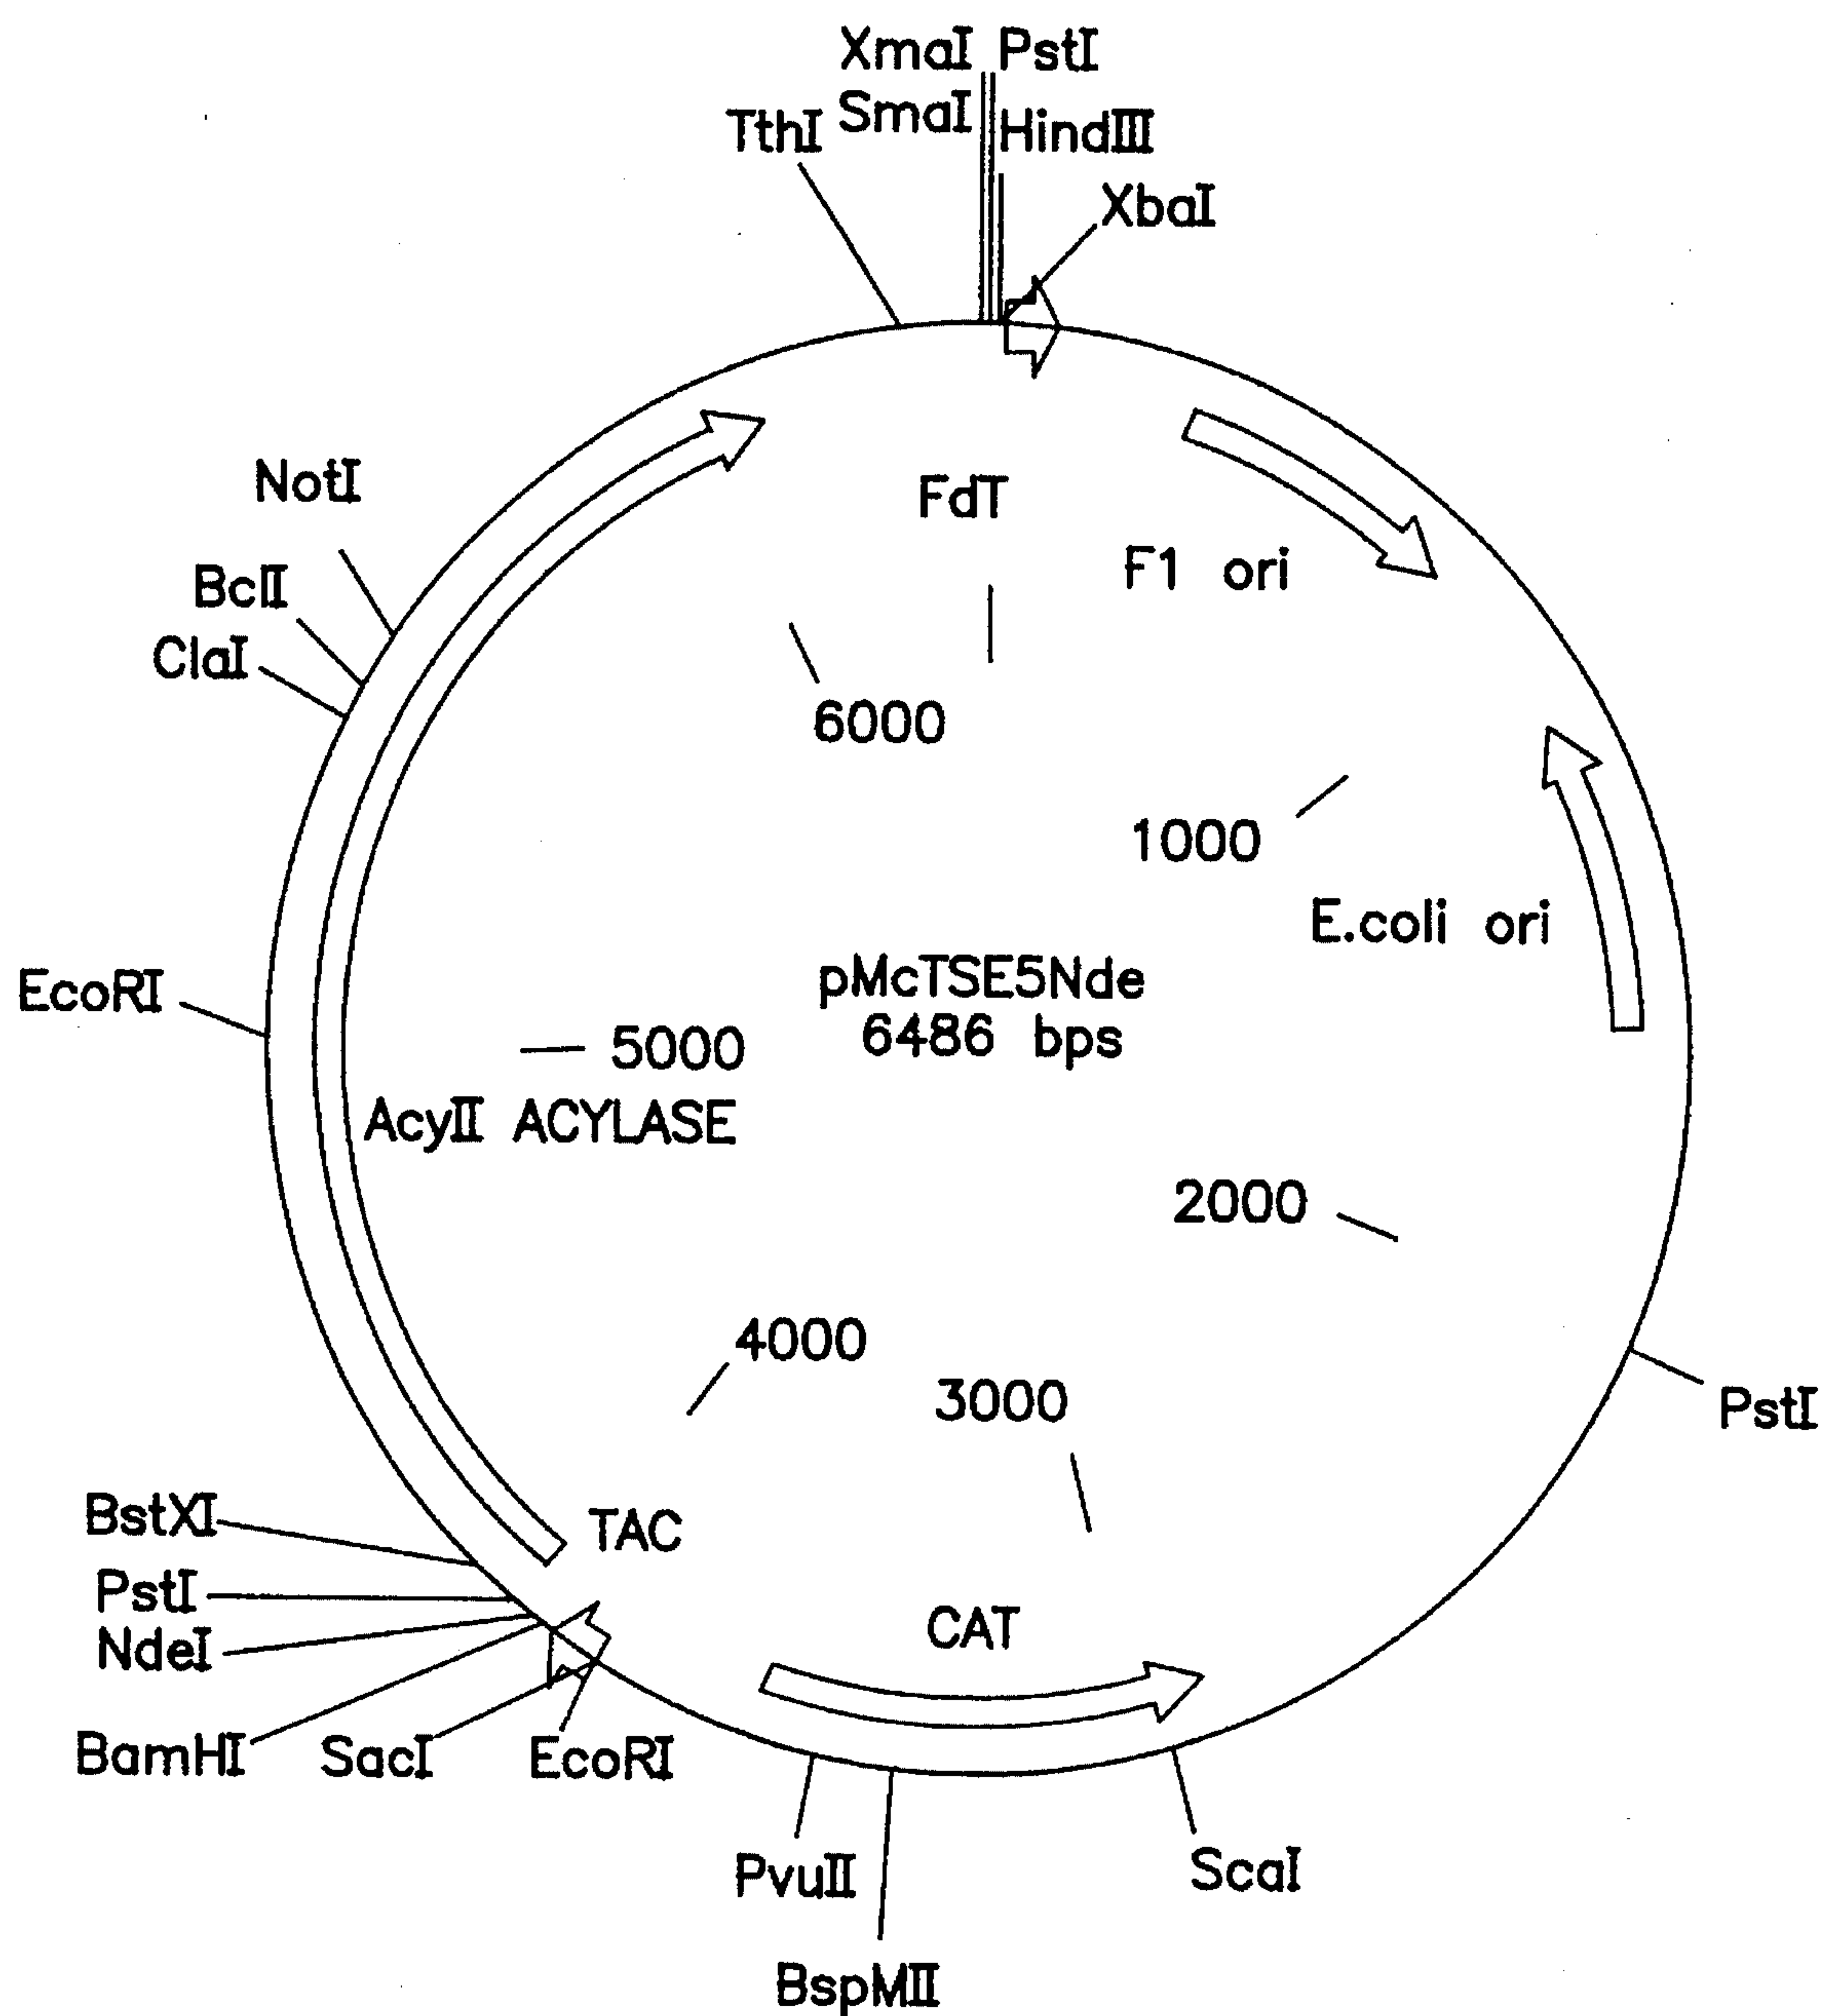 XmaI PstI
SmaI HindIII
TthI
XbaI
NotI
FdT
F1 ori
BclI
ClaI
6000
1000
E.coli ori
EcoRI
pMcTSE5Nde
6486 bps
5000
AcyII ACYLASE
2000
4000
3000
PstI
BstXI
TAC
PstI
NdeI
CAT
BamHI
SacI
EcoRI
PvuII
ScaI
BspMII